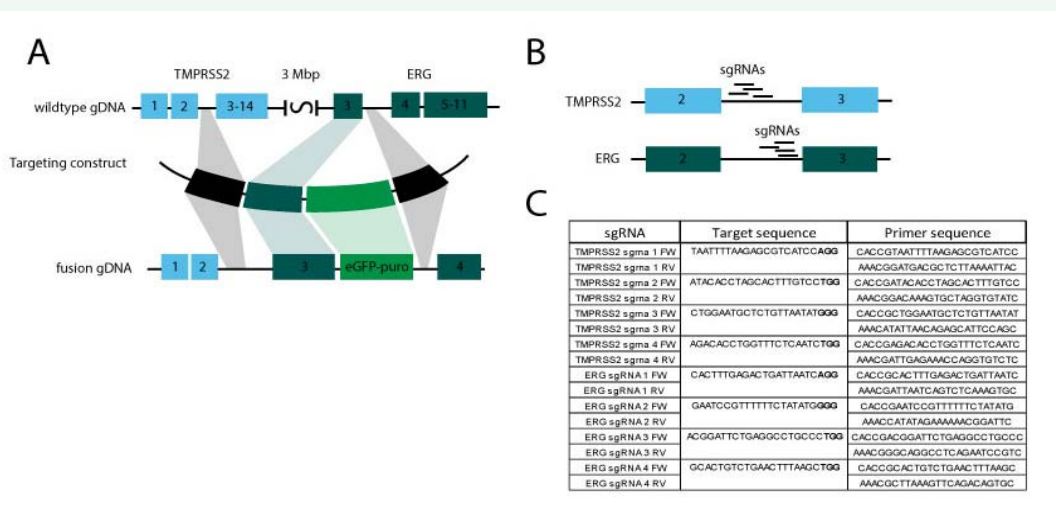 A
TMPRSS2 3 Mbp ERG
wildtype gDNA 1 2 3-14 3 4 5-11
Targeting construct
fusion gDNA 1 2 3 eGFP-puro 4
B
sgRNAs
TMPRSS2 2 3
sgRNAs
ERG 2 3
C
sgRNA Target sequence Primer sequence
TMPRSS2 sgrna 1 FW TAATTTTAAGAGCGTCATCCAGG CACCGTAATTTTAAGAGCGTCATCC
TMPRSS2 sgrna 1 RV AAACGGATGACGCTCTTAAAATTAC
TMPRSS2 sgrna 2 FW ATACACCTAGCACTTTGTCCTGG CACCGATACACCTAGCACTTTGTCC
TMPRSS2 sgrna 2 RV AAACGGACAAAGTGCTAGGTGTATC
TMPRSS2 sgrna 3 FW CTGGAATGCTCTGTTAATATGGG CACCGCTGGAATGCTCTGTTAATAT
TMPRSS2 sgrna 3 RV AAACATATTAACAGAGCATTCCAGC
TMPRSS2 sgrna 4 FW AGACACCTGGTTTCTCAATCTGG CACCGAGACACCTGGTTTCTCAATC
TMPRSS2 sgrna 4 RV AAACGATTGAGAAACCAGGTGTCTC
ERG sgRNA 1 FW CACTTTGAGACTGATTAATCAGG CACCGCACTTTGAGACTGATTAATC
ERG sgRNA 1 RV AAACGATTAATCAGTCTCAAAGTGC
ERG sgRNA 2 FW GAATCCGTTTTTTCTATATGGGG CACCGAATCCGTTTTTTCTATATG
ERG sgRNA 2 RV AAACCATATAGAAAAAACGGATTC
ERG sgRNA 3 FW ACGGATTCTGAGGCCTGCCCTGG CACCGACGGATTCTGAGGCCTGCCC
ERG sgRNA 3 RV AAACGGGCAGGCCTCAGAATCCGTC
ERG sgRNA 4 FW GCACTGTCTGAACTTTAAGCTGG CACCGCACTGTCTGAACTTTAAGC
ERG sgRNA 4 RV AAACGCTTAAAGTTCAGACAGTGC